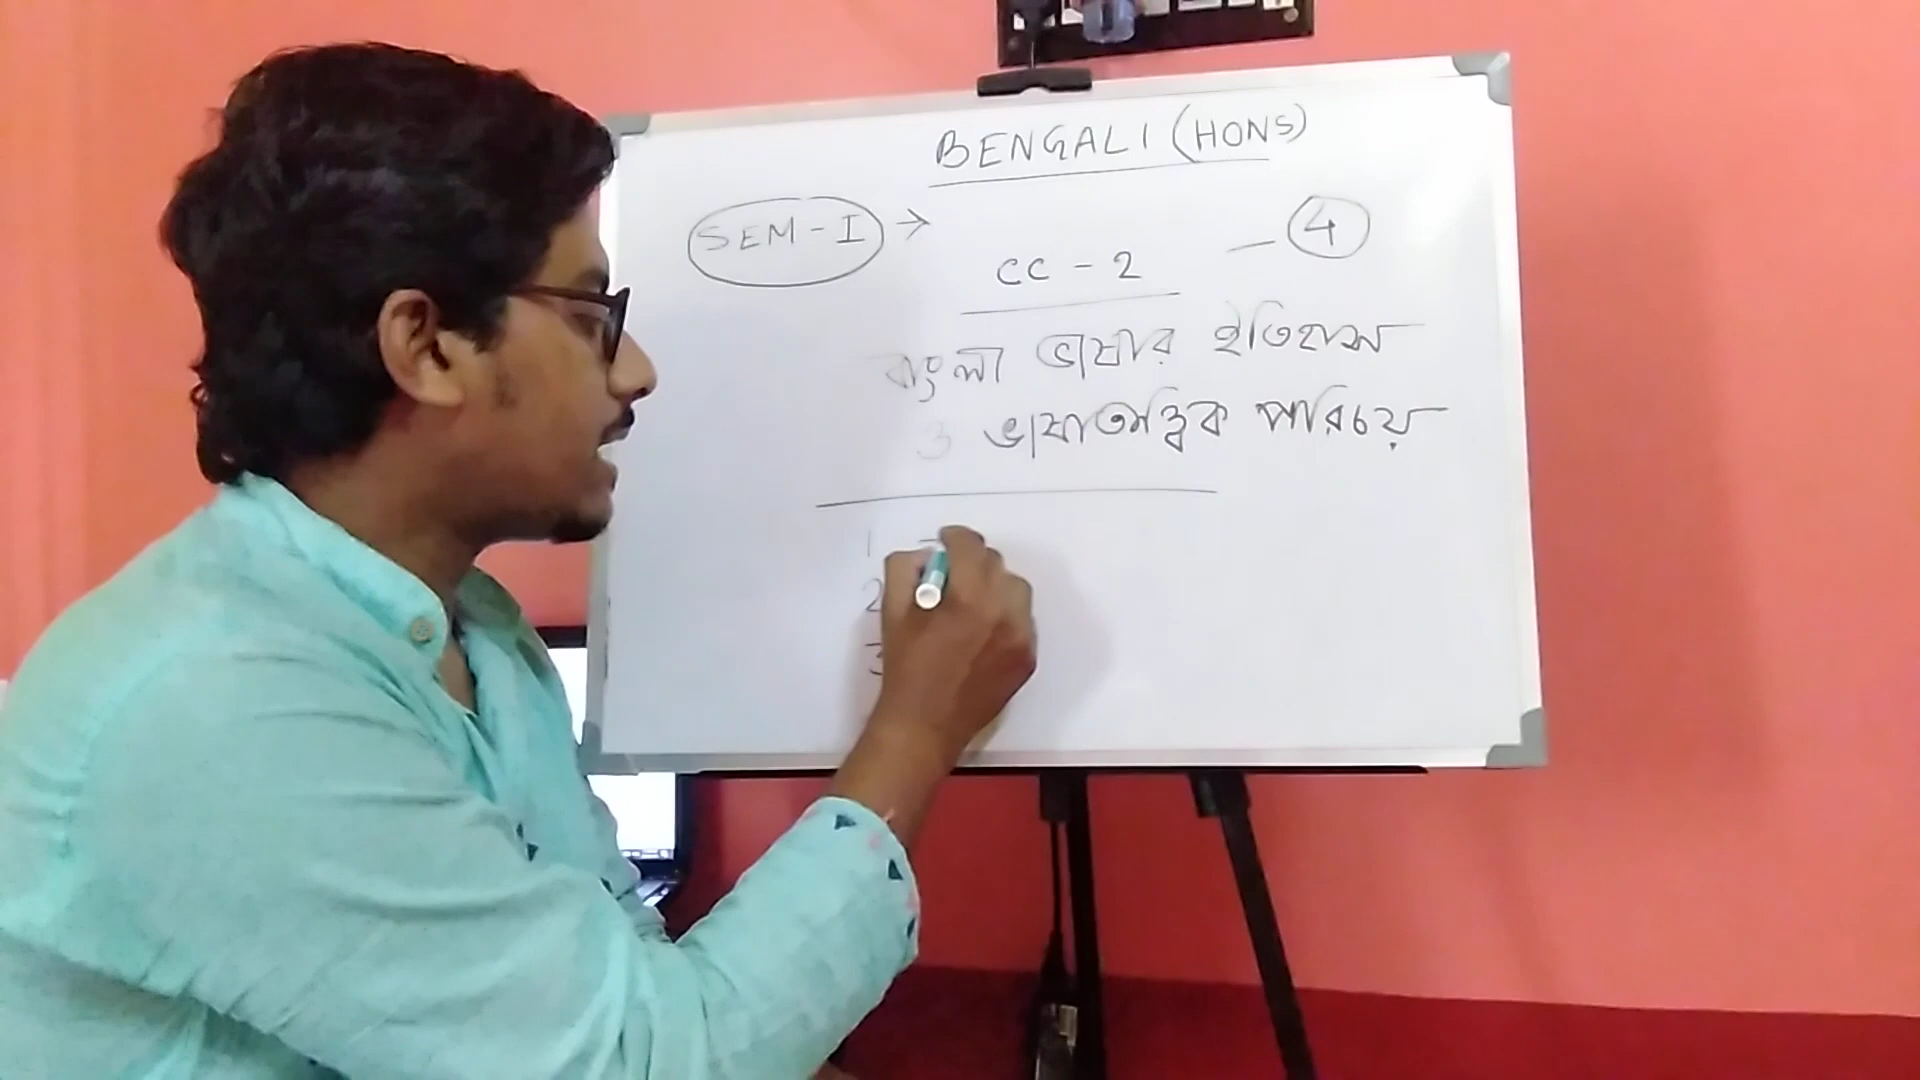 BENGALI (HONS)
SEM - I →
CC - 2 — 4
বাংলা ভাষার ইতিহাস
ও ভাষাতাত্ত্বিক পরিচয়
1 -
2
3